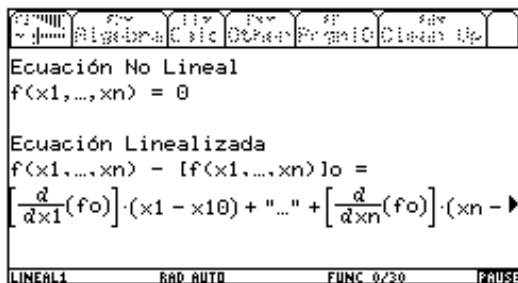 Algebra Calc Other PrgmIO Clean Up
Ecuación No Lineal
f(x1,…,xn) = 0
Ecuación Linealizada
f(x1,…,xn) - [f(x1,…,xn)]o =
[d/dx1(fo)]·(x1 - x10) + "…" + [d/dxn(fo)]·(xn -
LINEAL1 RAD AUTO FUNC 0/30 PAUSE